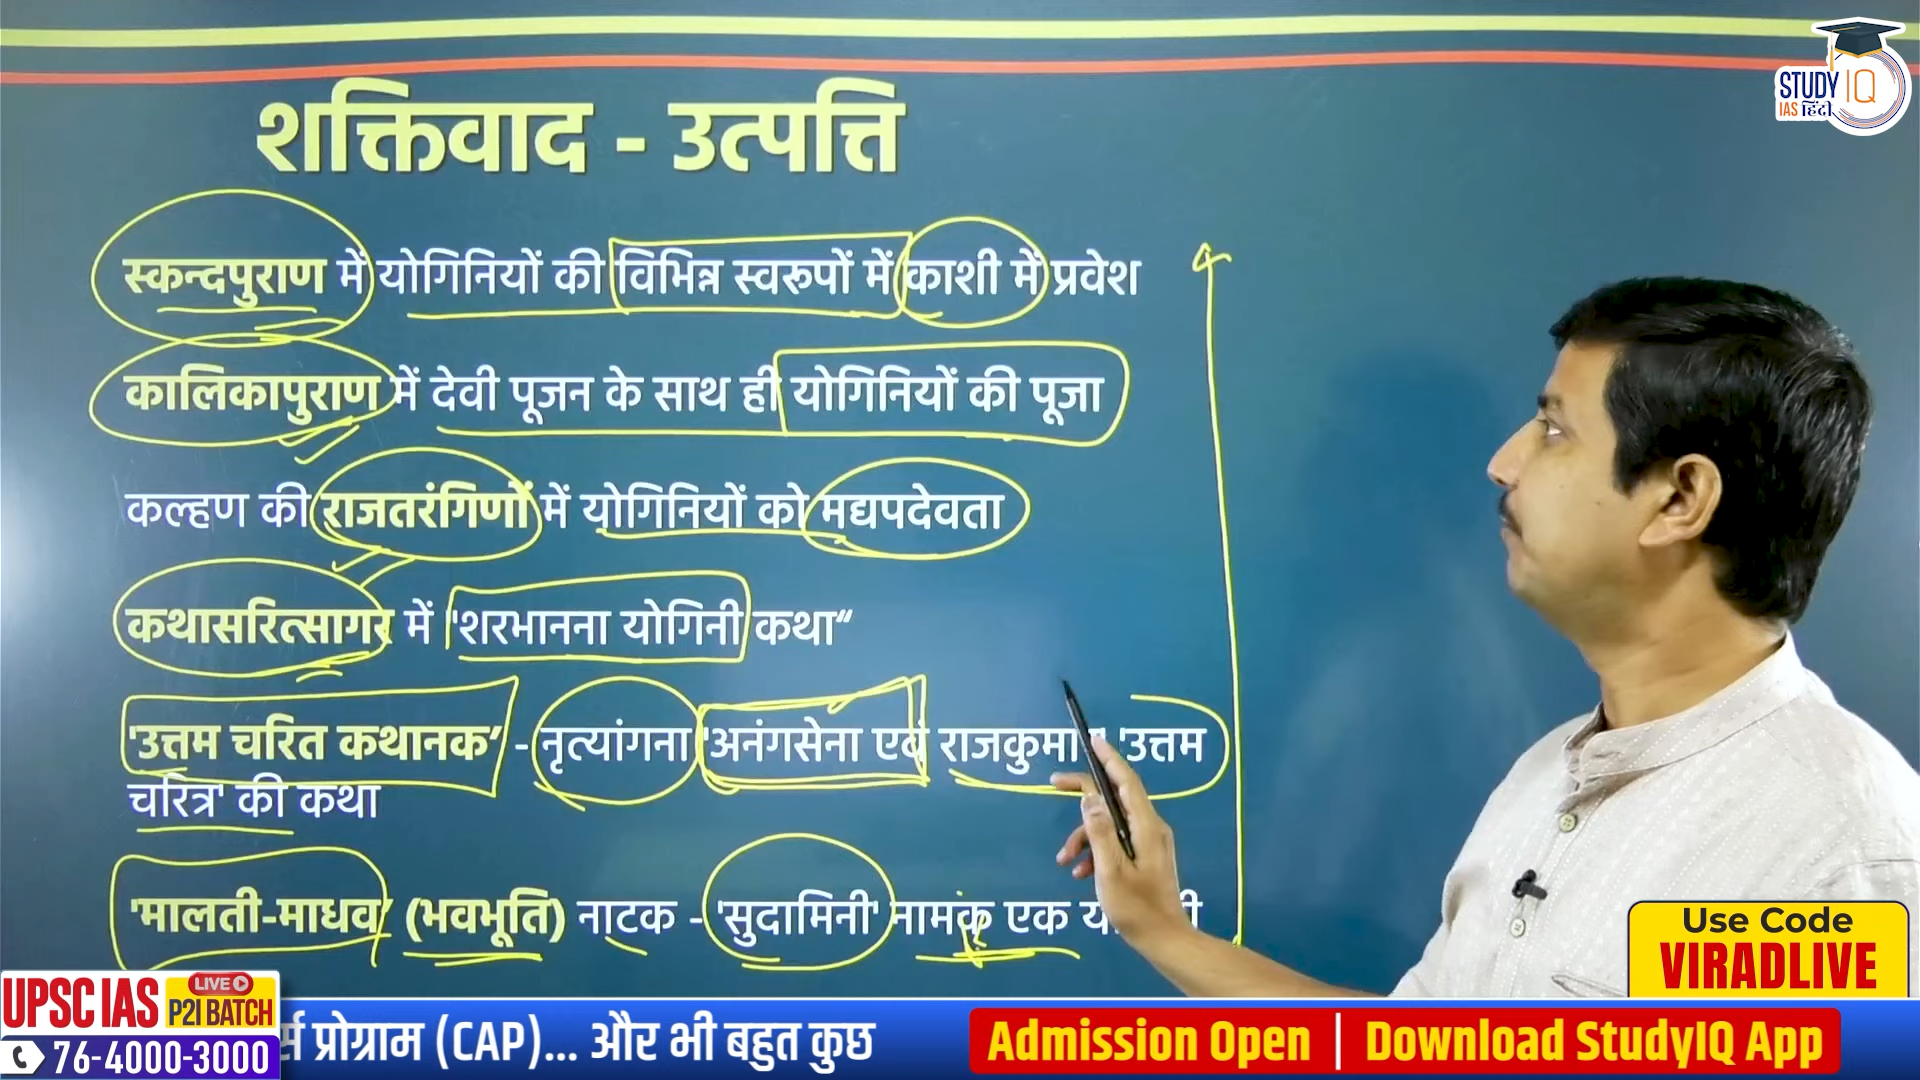 STUDY IQ
IAS हिंदी
शक्तिवाद - उत्पत्ति
स्कन्दपुराण में योगिनियों की विभिन्न स्वरूपों में काशी में प्रवेश
कालिकापुराण में देवी पूजन के साथ ही योगिनियों की पूजा
कल्हण की राजतरंगिणों में योगिनियों को मद्यपदेवता
कथासरित्सागर में "शरभानना योगिनी कथा“
'उत्तम चरित कथानक’ - नृत्यांगना 'अनंगसेना एवं राजकुमार' 'उत्तम
चरित्र' की कथा
'मालती-माधव’ (भवभूति) नाटक - 'सुदामिनी' नामक एक
Use Code
VIRADLIVE
UPSC IAS LIVE P2I BATCH
76-4000-3000
र्स प्रोग्राम (CAP)... और भी बहुत कुछ
Admission Open | Download StudyIQ App